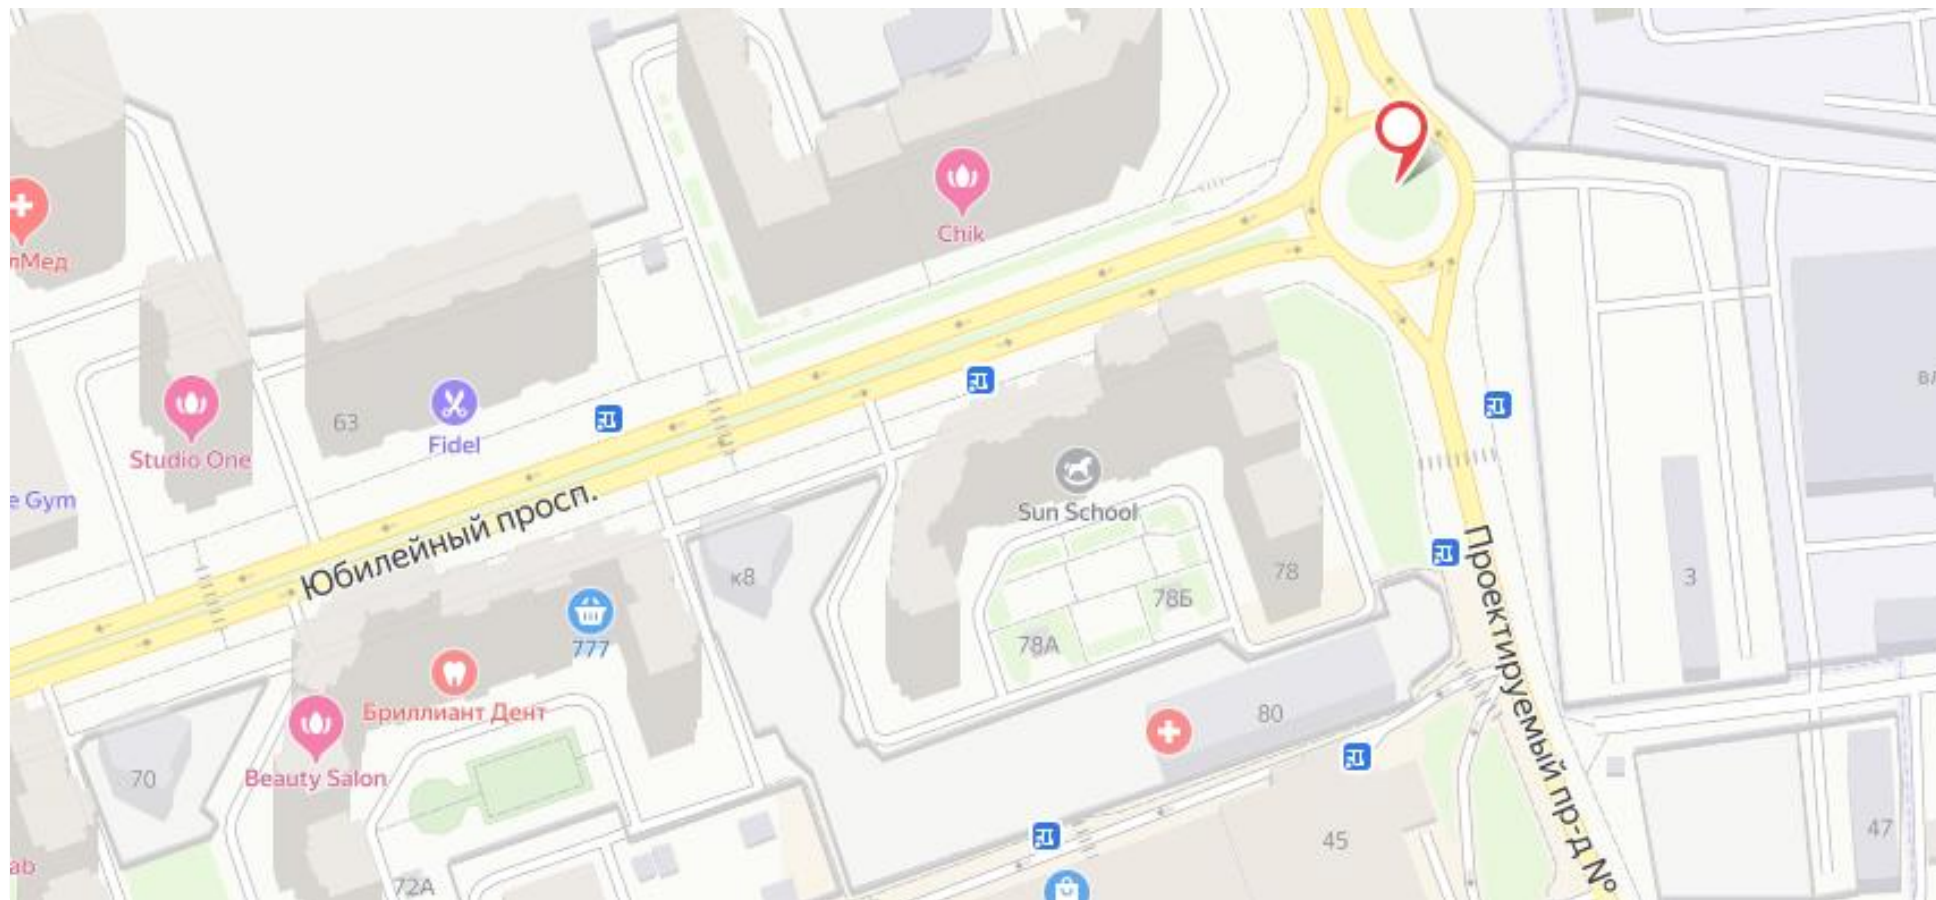 Chik
лМед
63
Fidel
Studio One
e Gym
Юбилейный просп.
Sun School
к8
78
78Б
78А
3
777
Бриллиант Дент
Beauty Salon
70
80
45
47
72А
ab
Проектируемый пр-д №